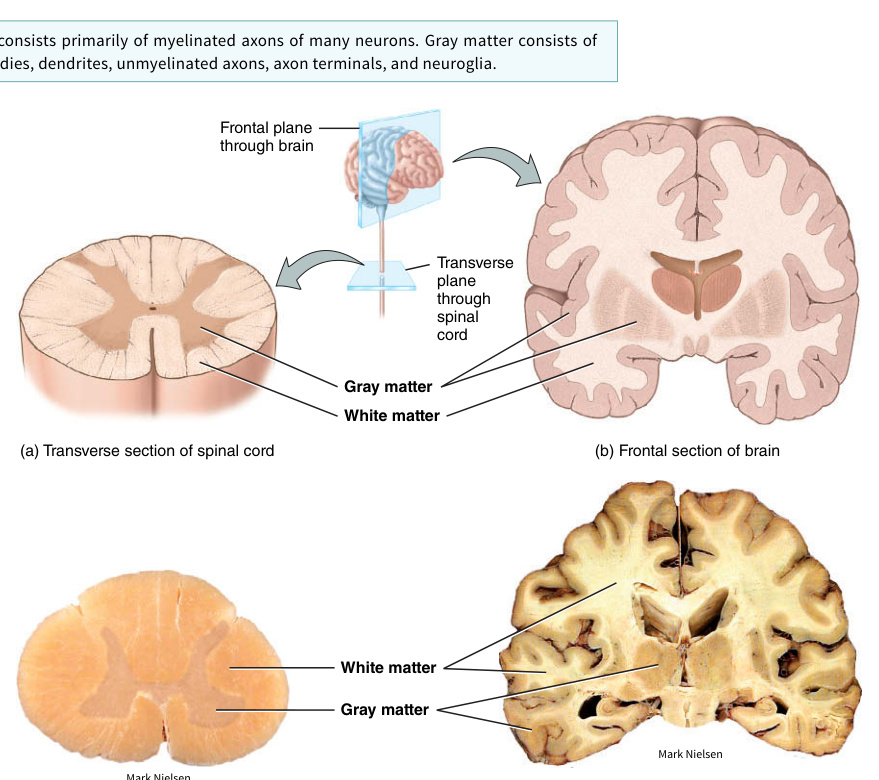 consists primarily of myelinated axons of many neurons. Gray matter consists of
dies, dendrites, unmyelinated axons, axon terminals, and neuroglia.
Frontal plane
through brain
Transverse
plane
through
spinal
cord
Gray matter
White matter
(a) Transverse section of spinal cord
(b) Frontal section of brain
White matter
Gray matter
Mark Nielsen
Mark Nielsen